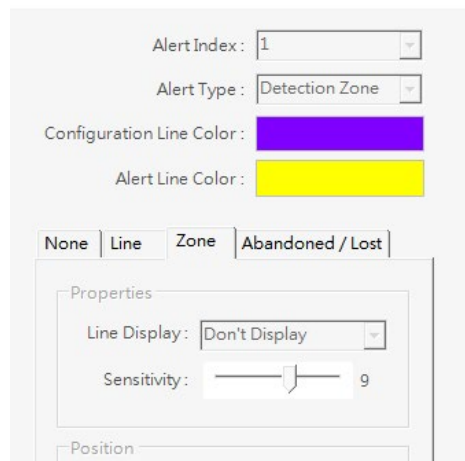 Alert Index : 1
Alert Type : Detection Zone
Configuration Line Color :
Alert Line Color :
None Line Zone Abandoned / Lost
Properties
Line Display : Don't Display
Sensitivity : 9
Position